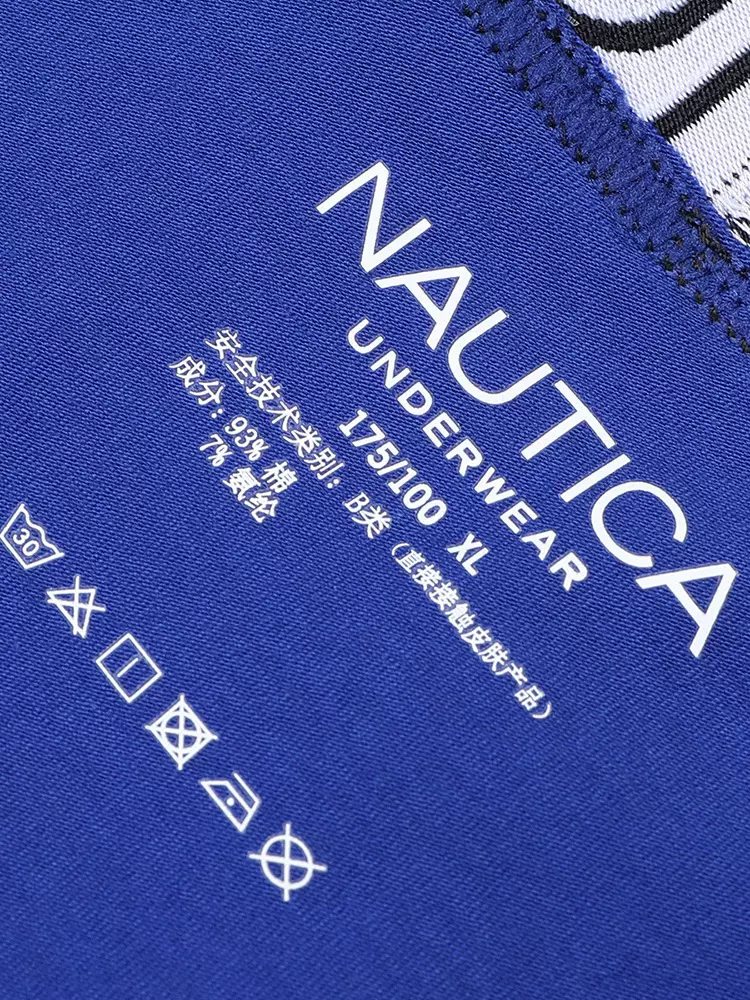 NAUTICA
UNDERWEAR
175/100 XL
安全技术类别：B类（直接接触皮肤产品）
成分：93% 棉
7% 氨纶
30